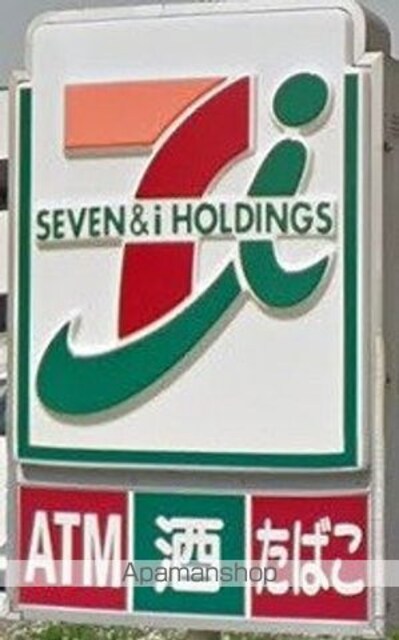 SEVEN & i HOLDINGS
ATM 酒 たばこ
Apamanshop